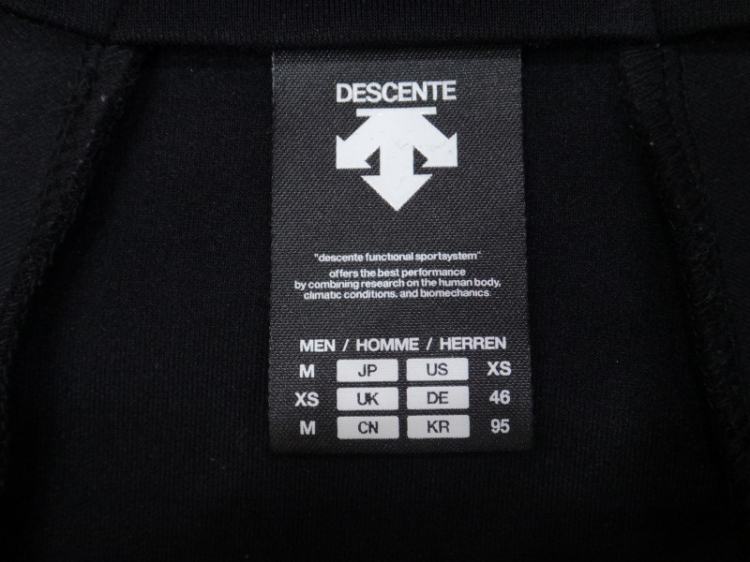 DESCENTE
"descente functional sportsystem"
offers the best performance
by combining research on the human body,
climatic conditions, and biomechanics.
MEN / HOMME / HERREN
M JP US XS
XS UK DE 46
M CN KR 95